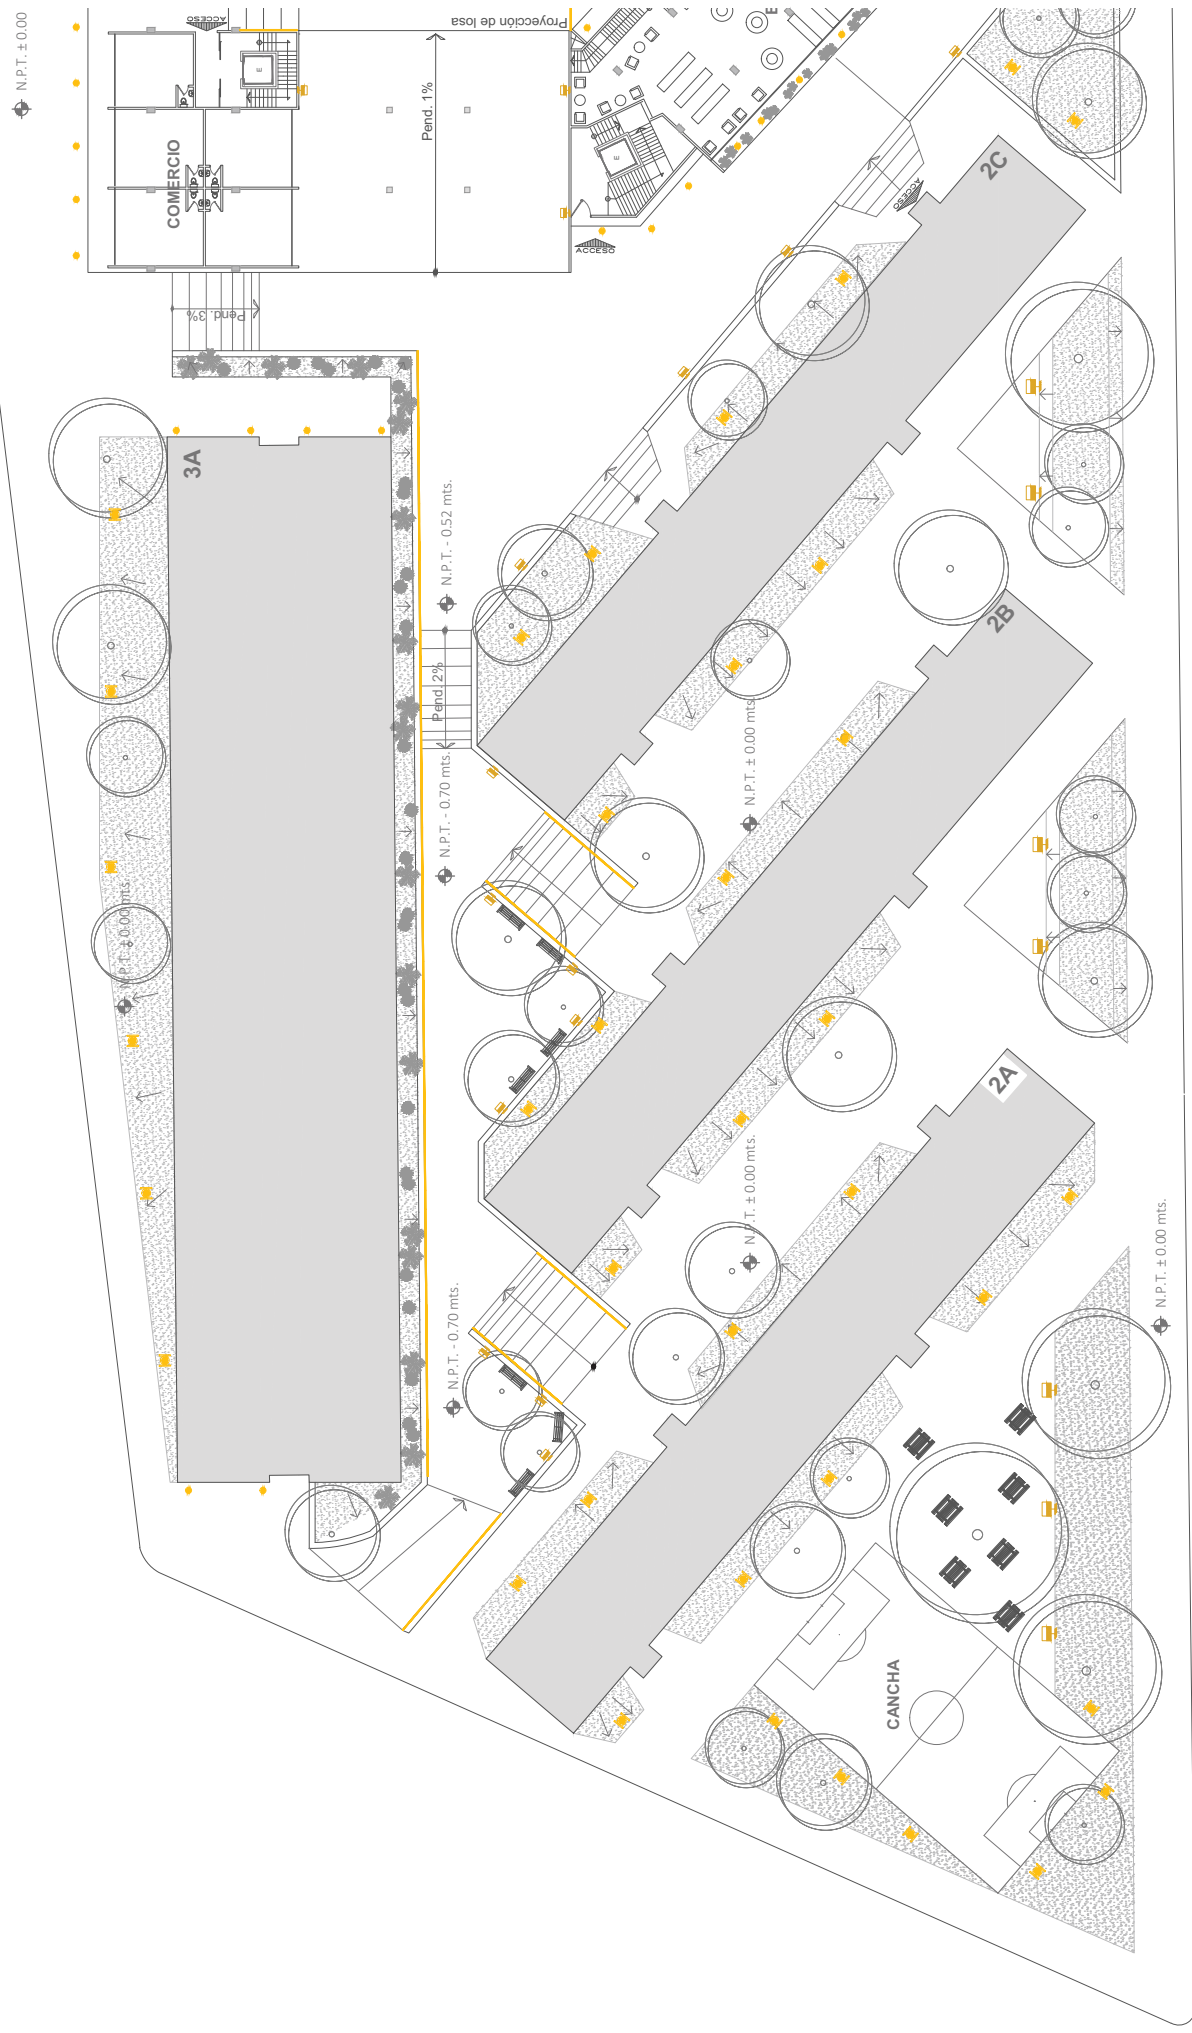 N.P.T. ± 0.00
ACCESO
Proyección de losa
E
E
Pend. 1%
E
COMERCIO
2C
ACCESO
ACCESO
Pend. 3%
3A
N.P.T. - 0.52 mts.
2B
Pend. 2%
N.P.T. ± 0.00 mts.
N.P.T. - 0.70 mts.
N.P.T. ± 0.00 mts.
2A
N.P.T. ± 0.00 mts.
N.P.T. ± 0.00 mts.
N.P.T. - 0.70 mts.
CANCHA